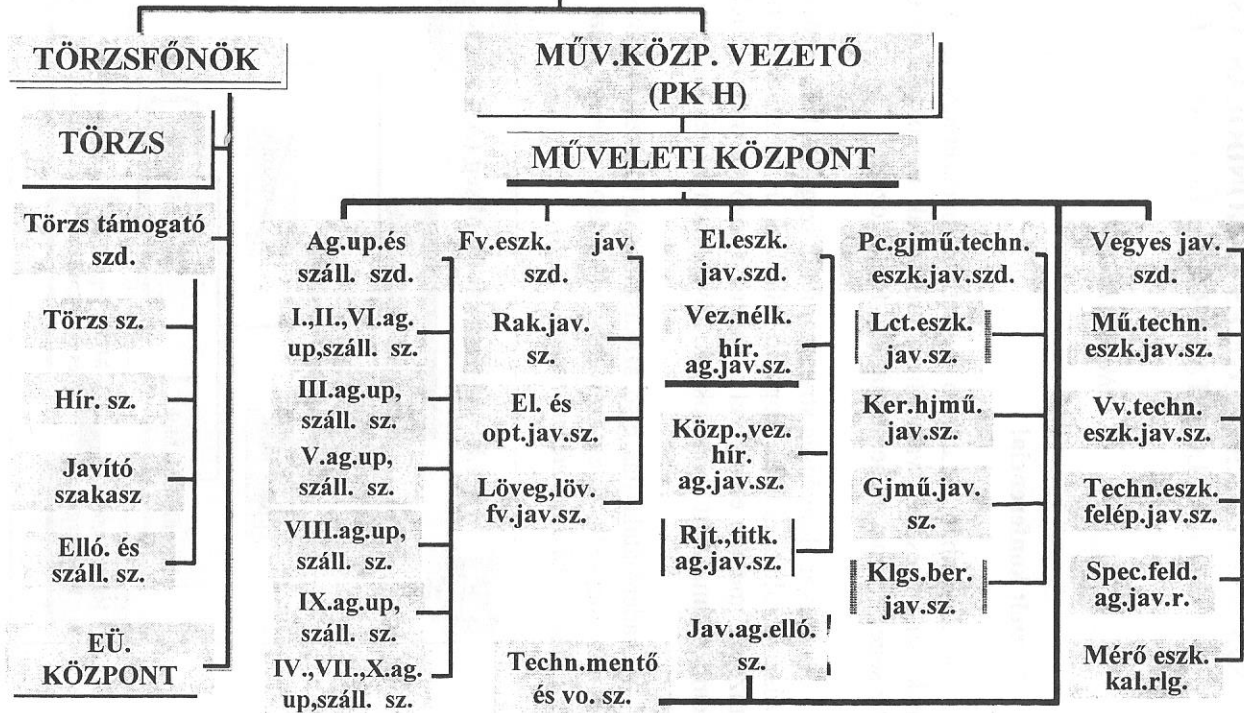 TÖRZSFŐNÖK
TÖRZS
Törzs támogató
szd.
Törzs sz.
Hír. sz.
Javító
szakasz
Elló. és
száll. sz.
EÜ.
KÖZPONT
MŰV.KÖZP. VEZETŐ
(PK H)
MŰVELETI KÖZPONT
Ag.up.és
száll. szd.
I.,II.,VI.ag.
up,száll. sz.
III.ag.up,
száll. sz.
V.ag.up,
száll. sz.
VIII.ag.up,
száll. sz.
IX.ag.up,
száll. sz.
IV.,VII.,X.ag.
up,száll. sz.
Fv.eszk. jav.
szd.
Rak.jav.
sz.
El. és
opt.jav.sz.
Löveg,löv.
fv.jav.sz.
El.eszk.
jav.szd.
Vez.nélk.
hír.
ag.jav.sz.
Közp.,vez.
hír.
ag.jav.sz.
Rjt.,titk.
ag.jav.sz.
Pc.gjmű.techn.
eszk.jav.szd.
Lct.eszk.
jav.sz.
Ker.hjmű.
jav.sz.
Gjmű.jav.
sz.
Klgs.ber.
jav.sz.
Techn.mentő
és vo. sz.
Jav.ag.elló.
sz.
Vegyes jav.
szd.
Mű.techn.
eszk.jav.sz.
Vv.techn.
eszk.jav.sz.
Techn.eszk.
felép.jav.sz.
Spec.feld.
ag.jav.r.
Mérő eszk.
kal.rlg.